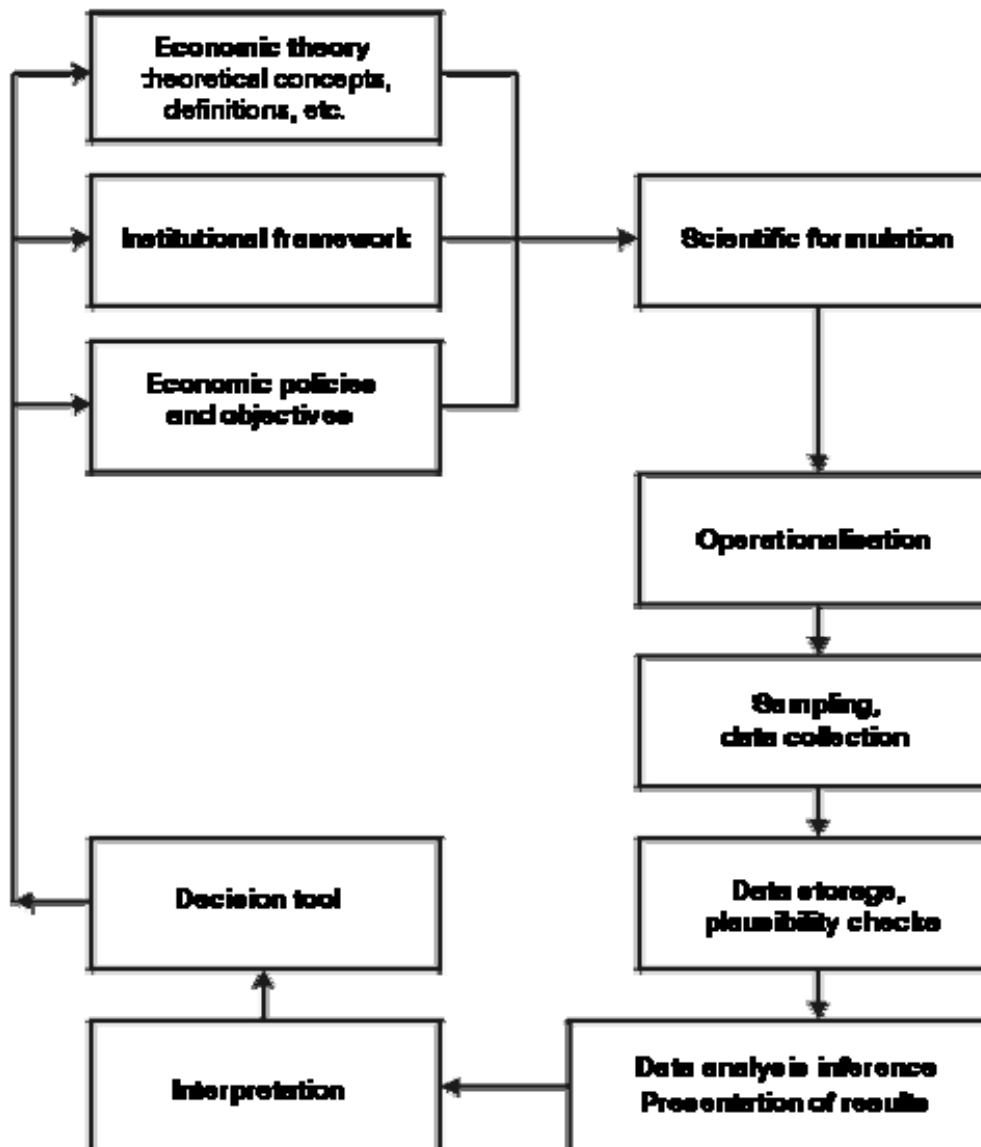 Economic theory
theoretical concepts,
definitions, etc.
Institutional framework
Scientific formulation
Economic policies
and objectives
Operationalisation
Sampling,
data collection
Decision tool
Data storage,
plausibility checks
Interpretation
Data analysis inference
Presentation of results